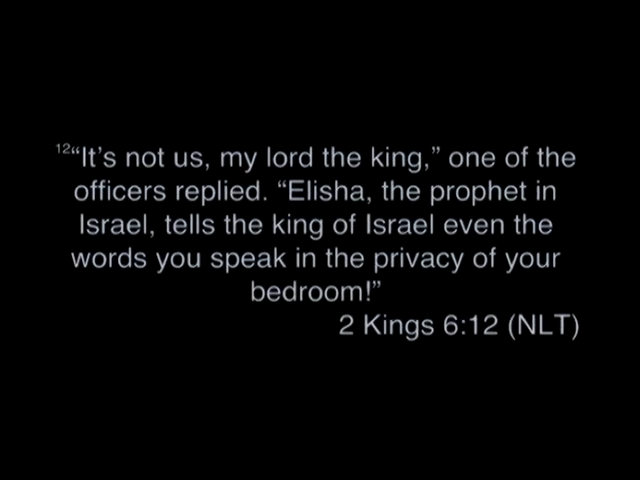 12“It’s not us, my lord the king,” one of the
officers replied. “Elisha, the prophet in
Israel, tells the king of Israel even the
words you speak in the privacy of your
bedroom!”
2 Kings 6:12 (NLT)